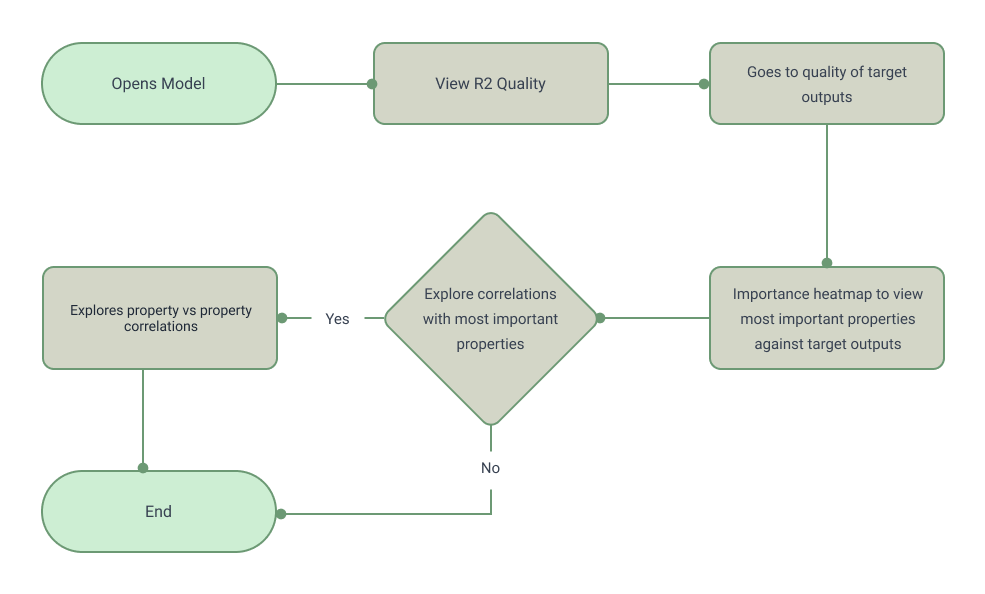 Opens Model
View R2 Quality
Goes to quality of target
outputs
Importance heatmap to view
most important properties
against target outputs
Explore correlations
with most important
properties
Yes
Explores property vs property
correlations
No
End